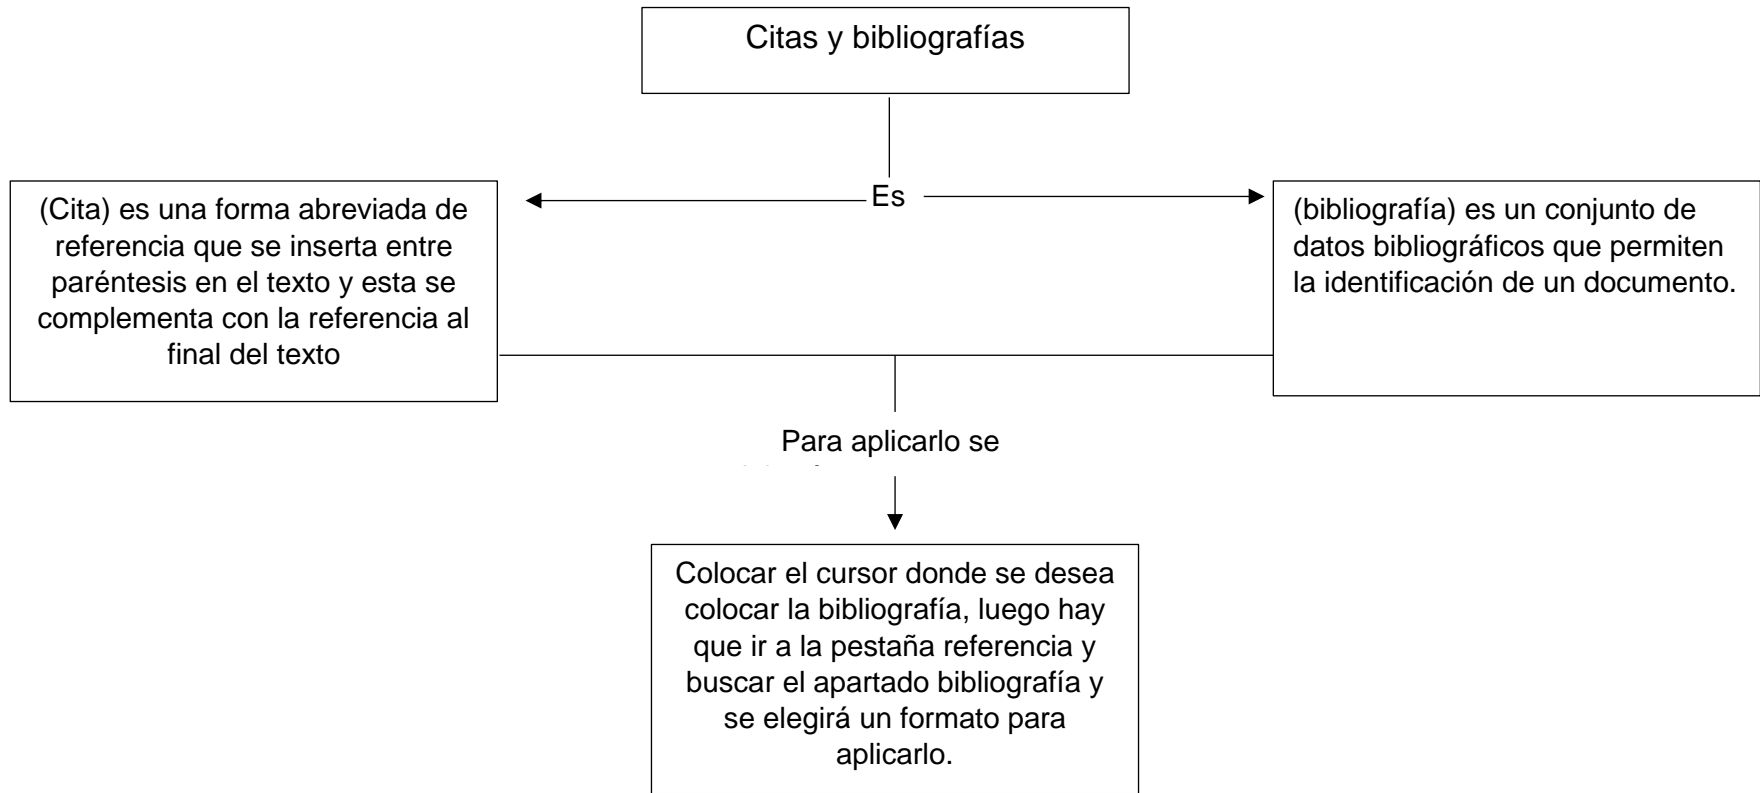 Citas y bibliografías
Es
(Cita) es una forma abreviada de
referencia que se inserta entre
paréntesis en el texto y esta se
complementa con la referencia al
final del texto
(bibliografía) es un conjunto de
datos bibliográficos que permiten
la identificación de un documento.
Para aplicarlo se
Colocar el cursor donde se desea
colocar la bibliografía, luego hay
que ir a la pestaña referencia y
buscar el apartado bibliografía y
se elegirá un formato para
aplicarlo.